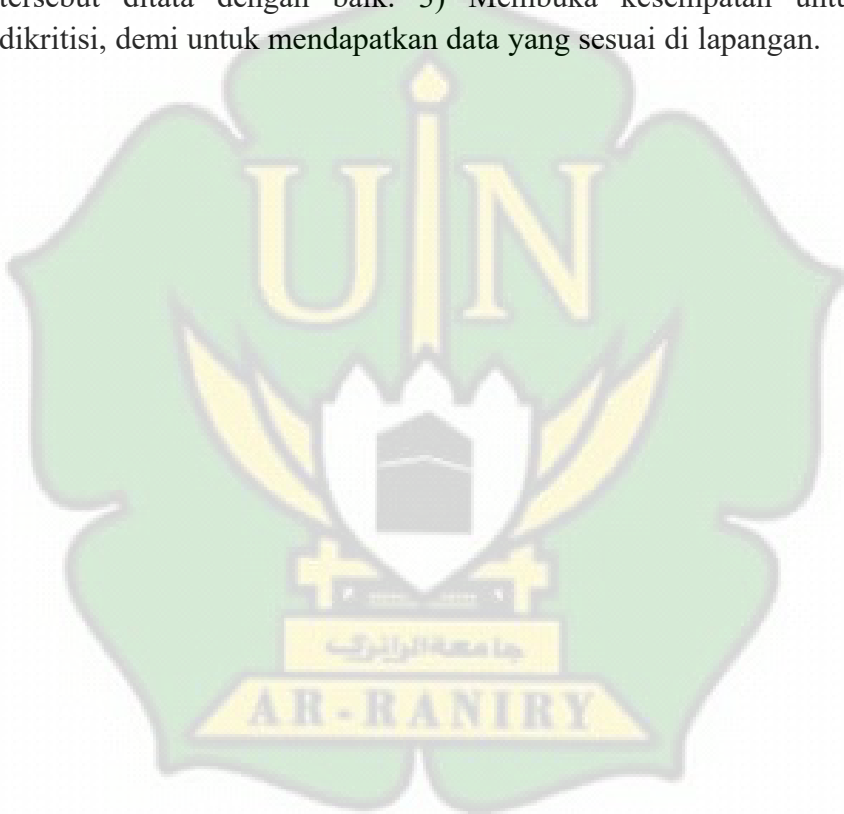 tersebut ditata dengan baik. 3) Membuka kesempatan untu
dikritisi, demi untuk mendapatkan data yang sesuai di lapangan.
UIN
جامعة الرانري
AR-RANIRY